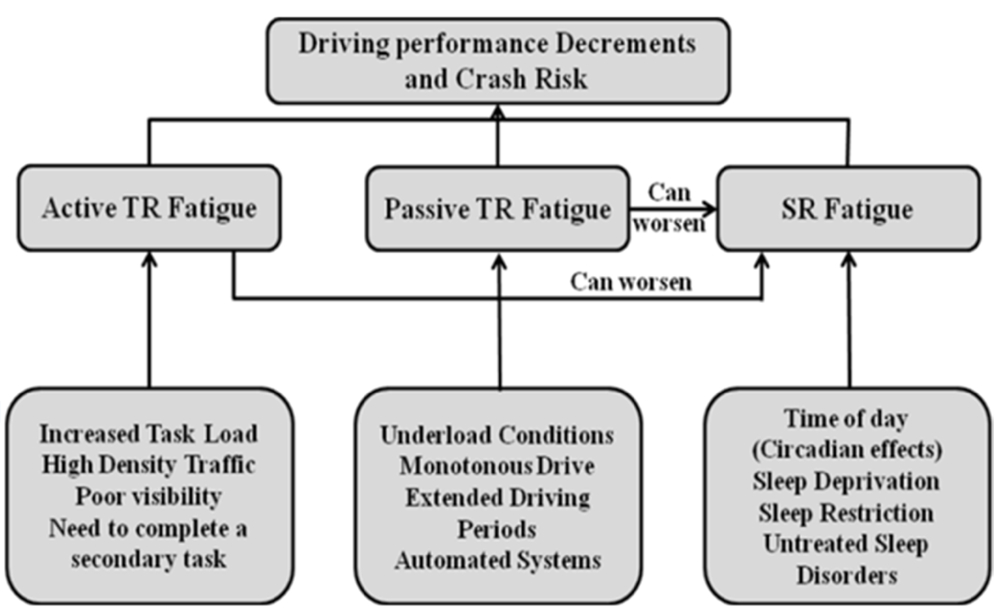 Driving performance Decrements
and Crash Risk
Active TR Fatigue
Passive TR Fatigue
Can
worsen
SR Fatigue
Can worsen
Increased Task Load
High Density Traffic
Poor visibility
Need to complete a
secondary task
Underload Conditions
Monotonous Drive
Extended Driving
Periods
Automated Systems
Time of day
(Circadian effects)
Sleep Deprivation
Sleep Restriction
Untreated Sleep
Disorders